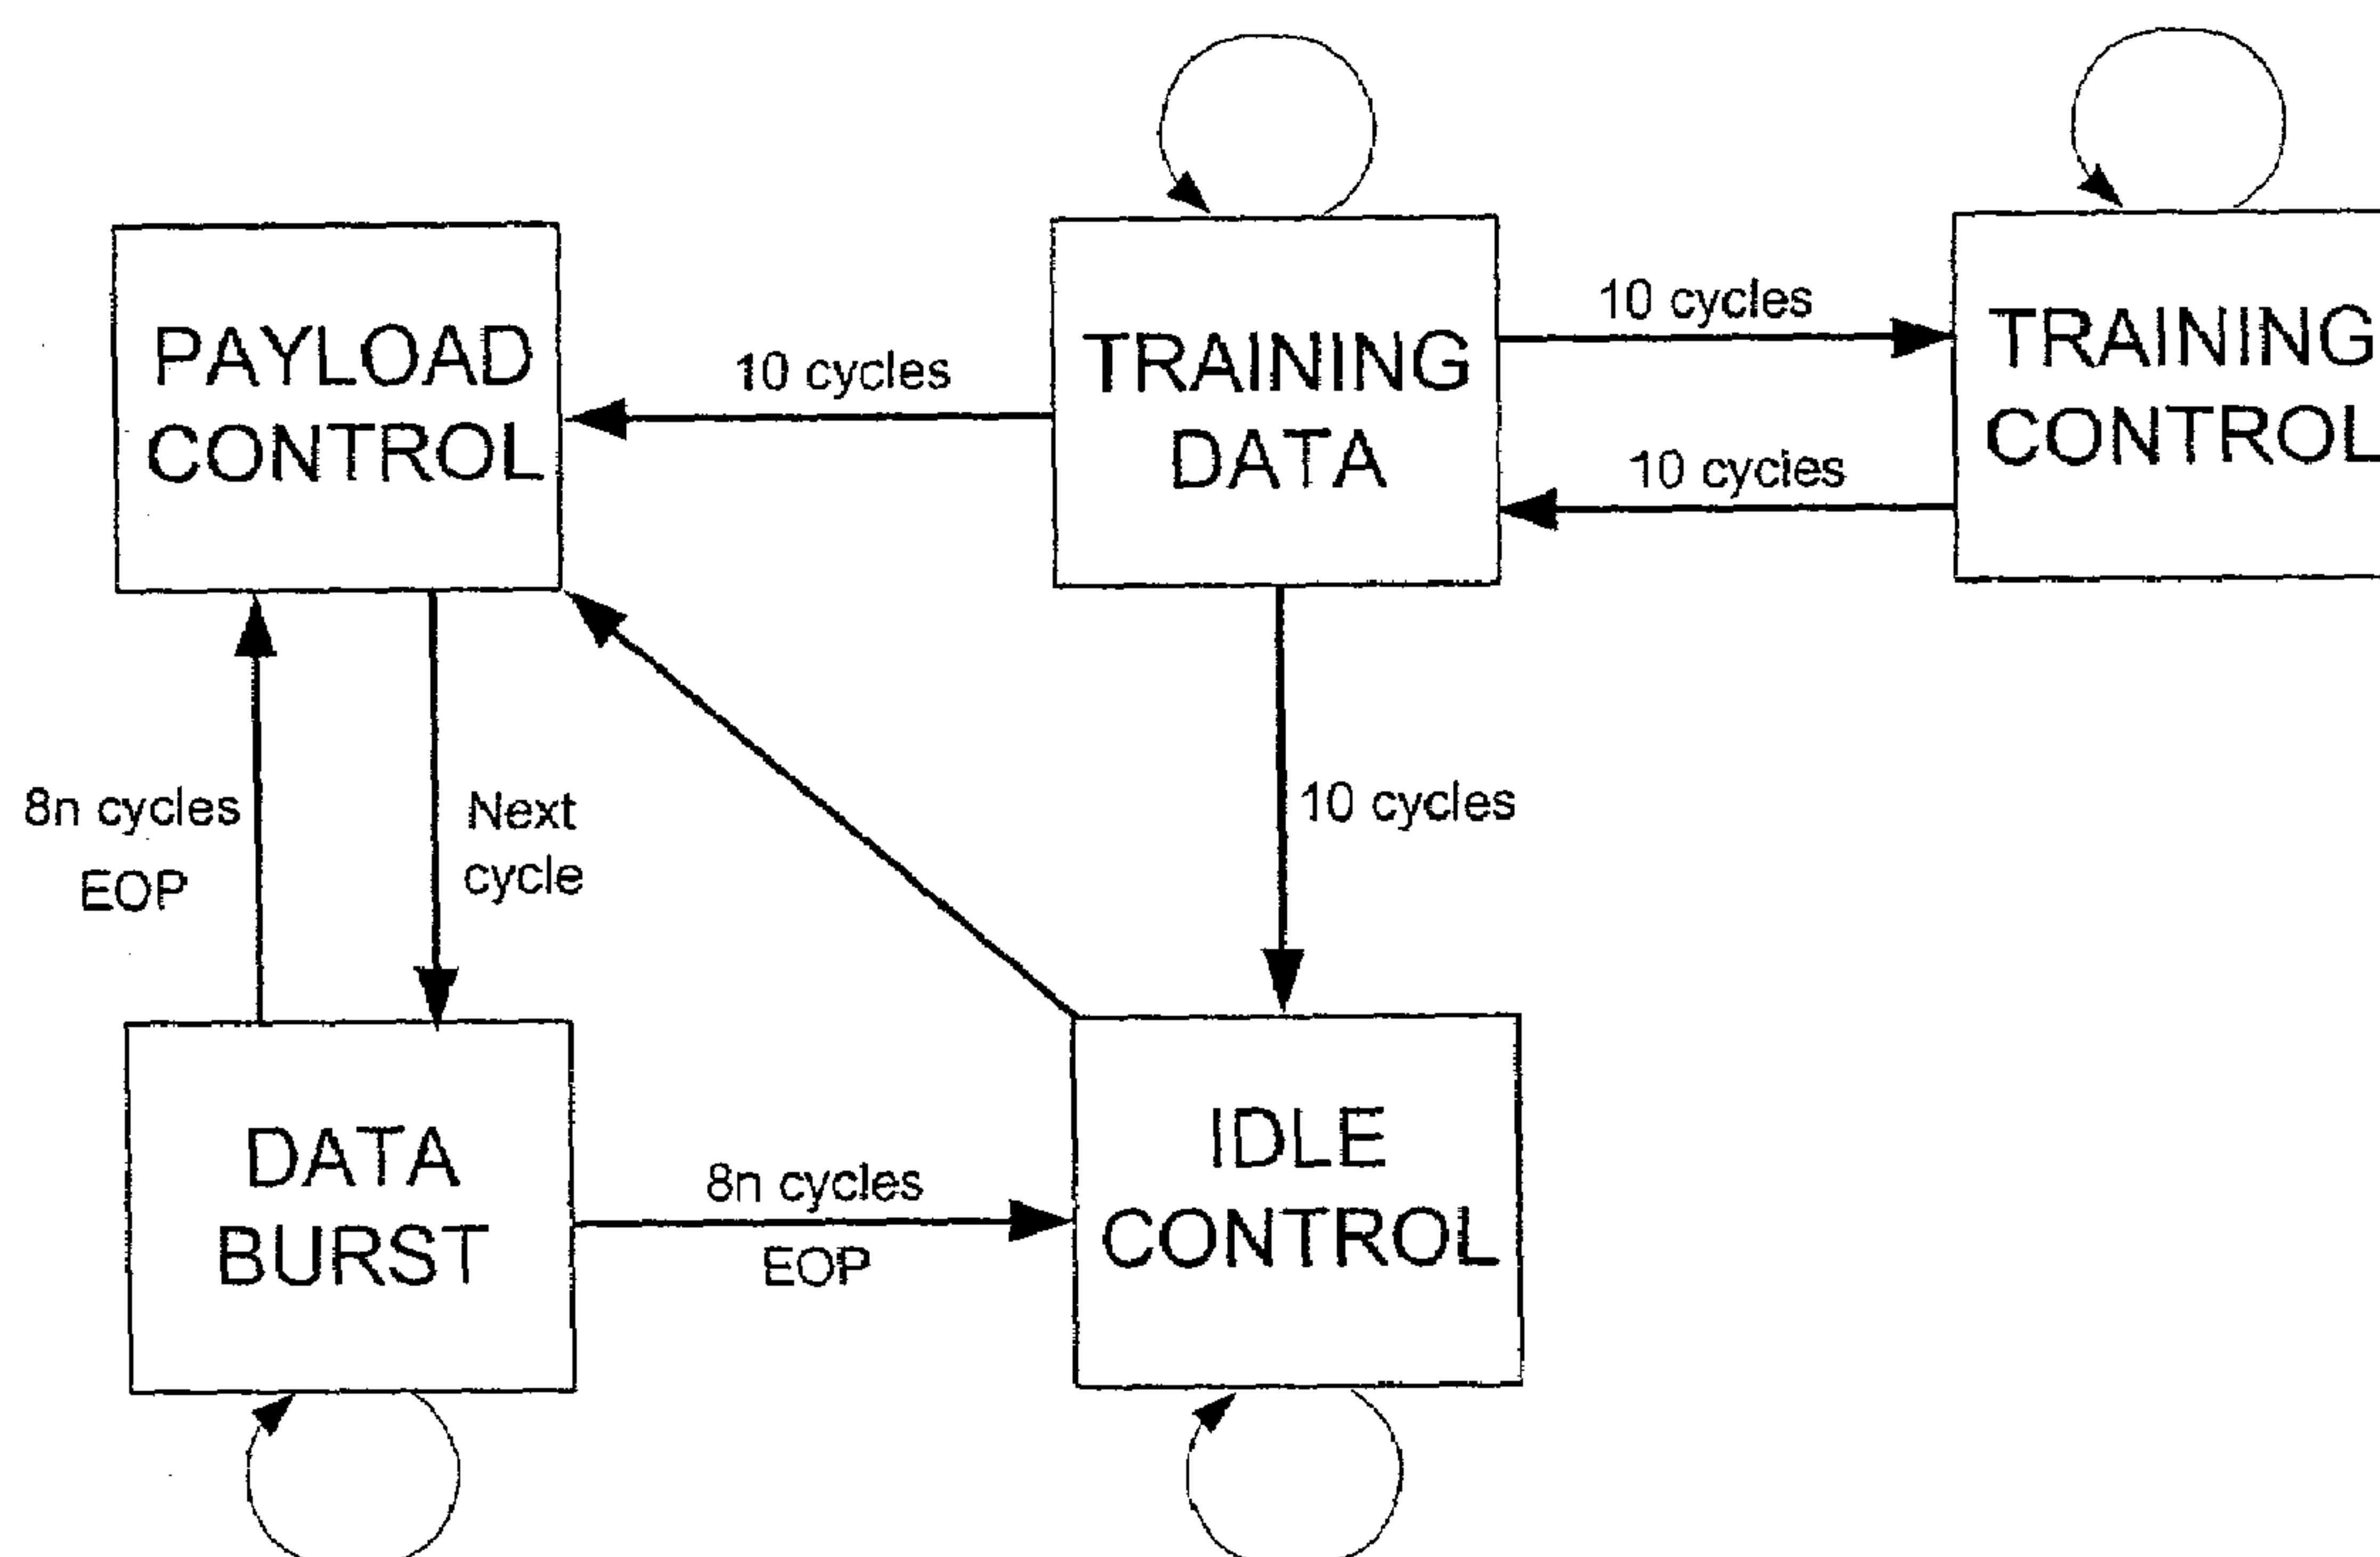 PAYLOAD
CONTROL
10 cycles
TRAINING
DATA
10 cycles
10 cycles
TRAINING
CONTROL
8n cycles
EOP
Next
cycle
10 cycles
DATA
BURST
8n cycles
EOP
IDLE
CONTROL